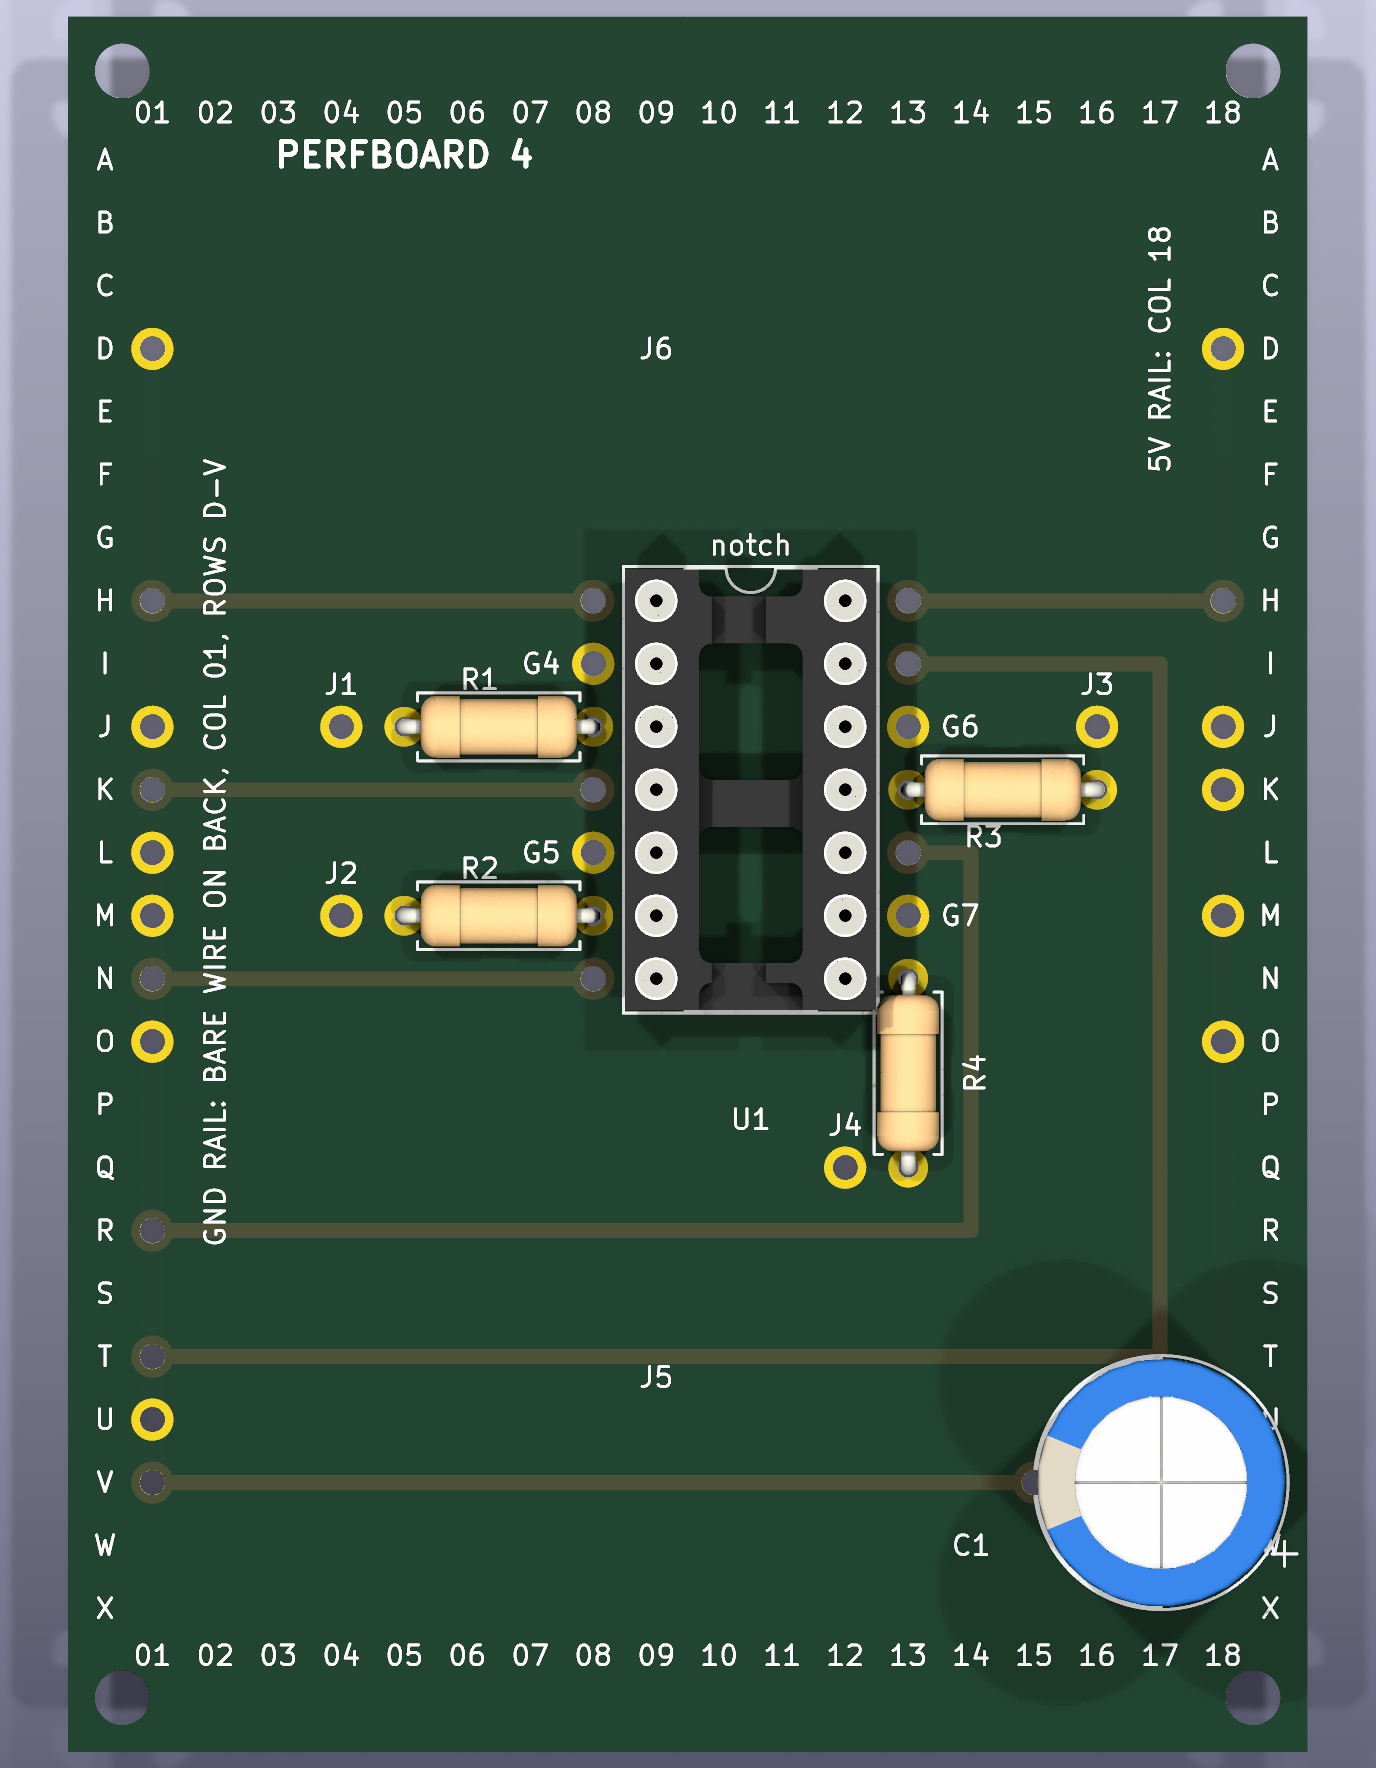 01 02 03 04 05 06 07 08 09 10 11 12 13 14 15 16 17 18
PERFBOARD 4
A A
B B
C C
5V RAIL: COL 18
D J6 D
E E
F F
GND RAIL: BARE WIRE ON BACK, COL 01, ROWS D-V
G notch G
H H
I G4 I
J1 R1 J3
J G6 J
K K
R3
L G5 L
J2 R2
M G7 M
N N
O O
R4
P U1 J4 P
Q Q
R R
S S
T T
J5
U
V
W C1 +
X X
01 02 03 04 05 06 07 08 09 10 11 12 13 14 15 16 17 18